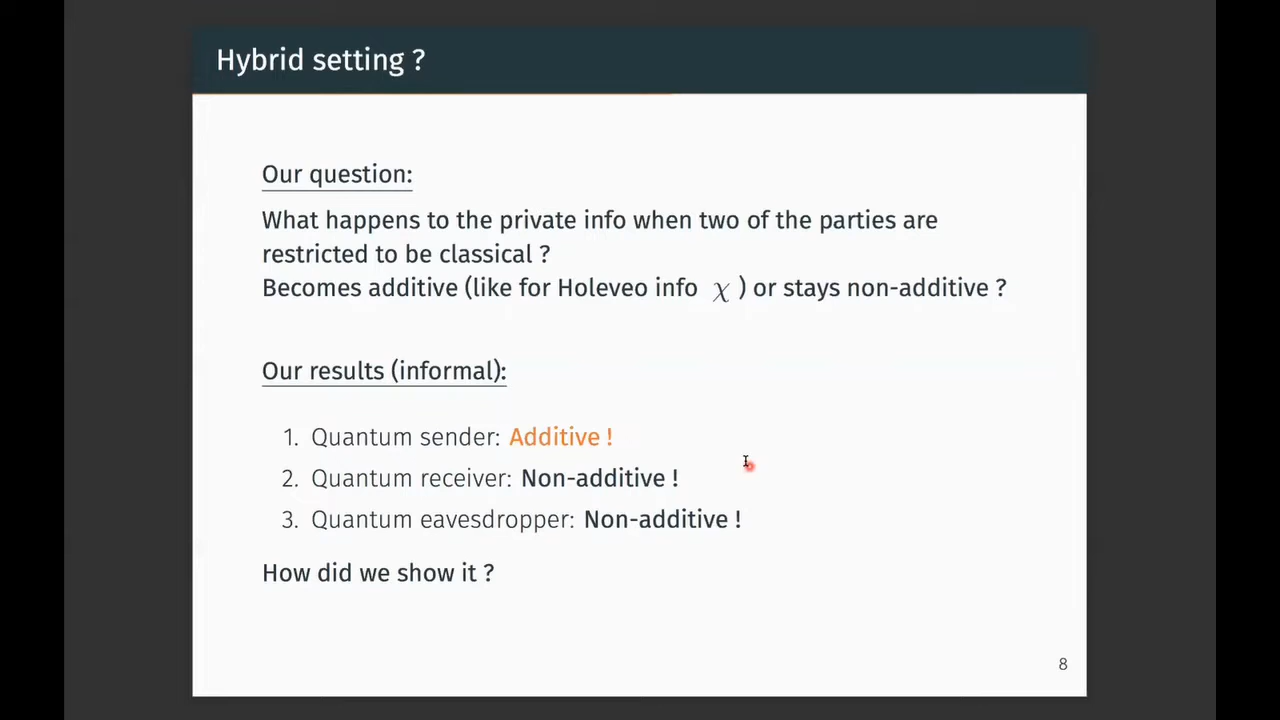 Hybrid setting ?
Our question:
What happens to the private info when two of the parties are
restricted to be classical ?
Becomes additive (like for Holeveo info χ ) or stays non-additive ?
Our results (informal):
1. Quantum sender: Additive !
2. Quantum receiver: Non-additive !
3. Quantum eavesdropper: Non-additive !
How did we show it ?
8